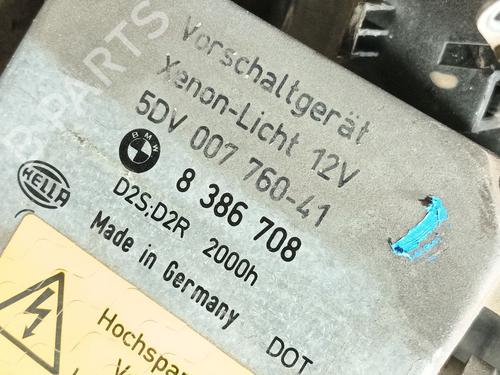 Vorschaltgerät
Xenon-Licht 12V
5DV 007 760-41
BMW
8 386 708
HELLA
D2S;D2R 2000h
Made in Germany
DOT
B-PARTS